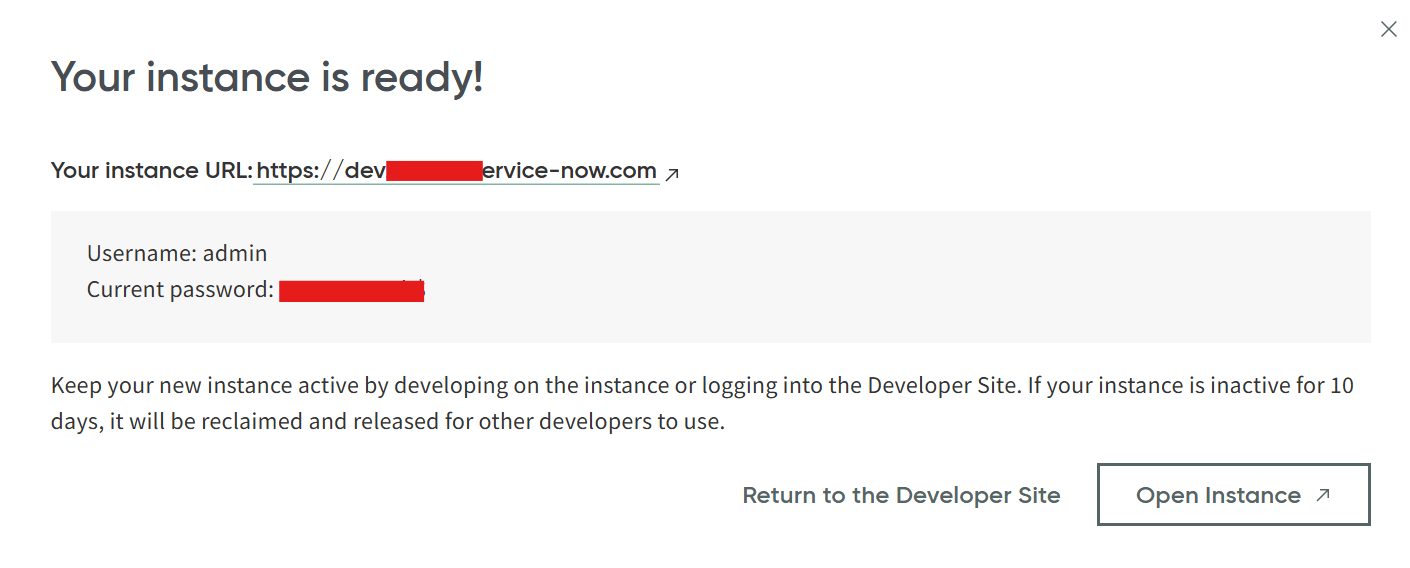 Your instance is ready!
Your instance URL: https://dev ervice-now.com
Username: admin
Current password:
Keep your new instance active by developing on the instance or logging into the Developer Site. If your instance is inactive for 10
days, it will be reclaimed and released for other developers to use.
Return to the Developer Site
Open Instance